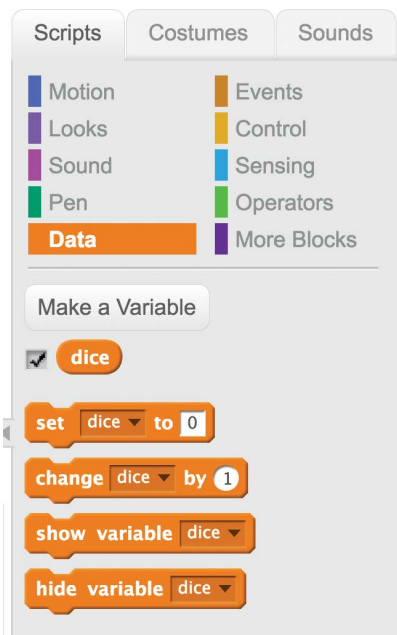 Scripts Costumes Sounds
Motion Events
Looks Control
Sound Sensing
Pen Operators
Data More Blocks
Make a Variable
dice
set dice to 0
change dice by 1
show variable dice
hide variable dice